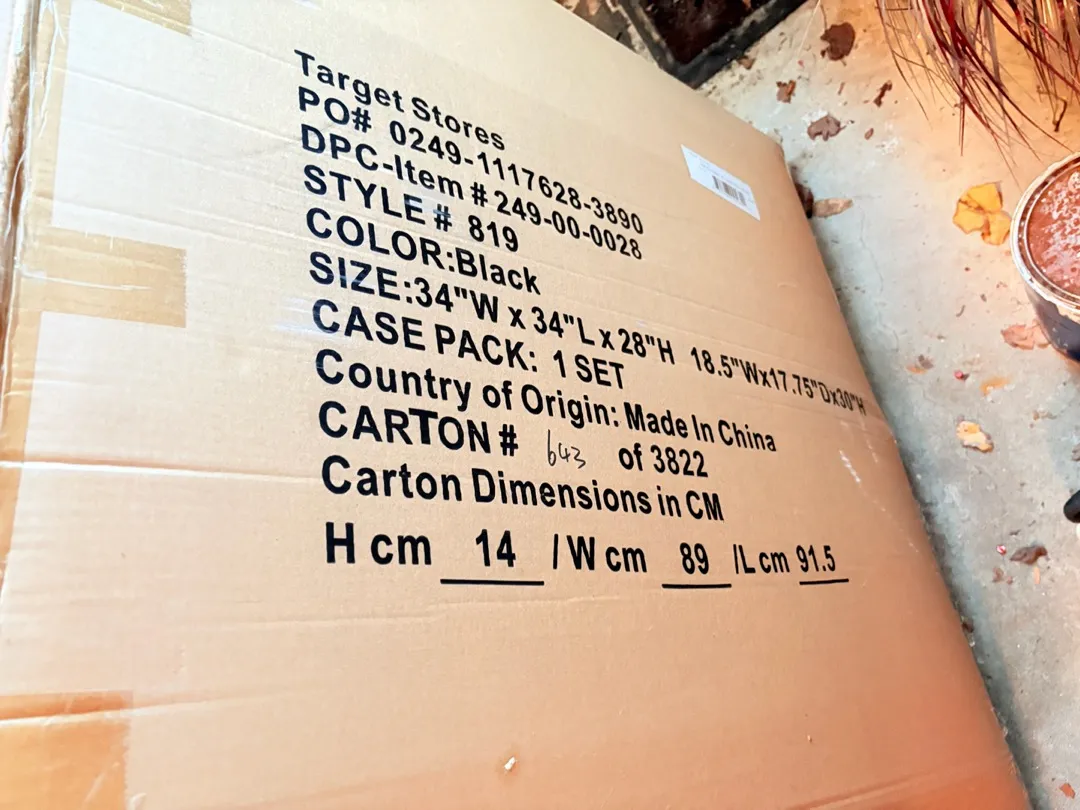 Target Stores
PO# 0249-1117628-3890
DPC-Item # 249-00-0028
STYLE # 819
COLOR:Black
SIZE:34"W x 34"L x 28"H 18.5"Wx17.75"Dx30"H
CASE PACK: 1 SET
Country of Origin: Made In China
CARTON # 643 of 3822
Carton Dimensions in CM
H cm 14 / W cm 89 /L cm 91.5